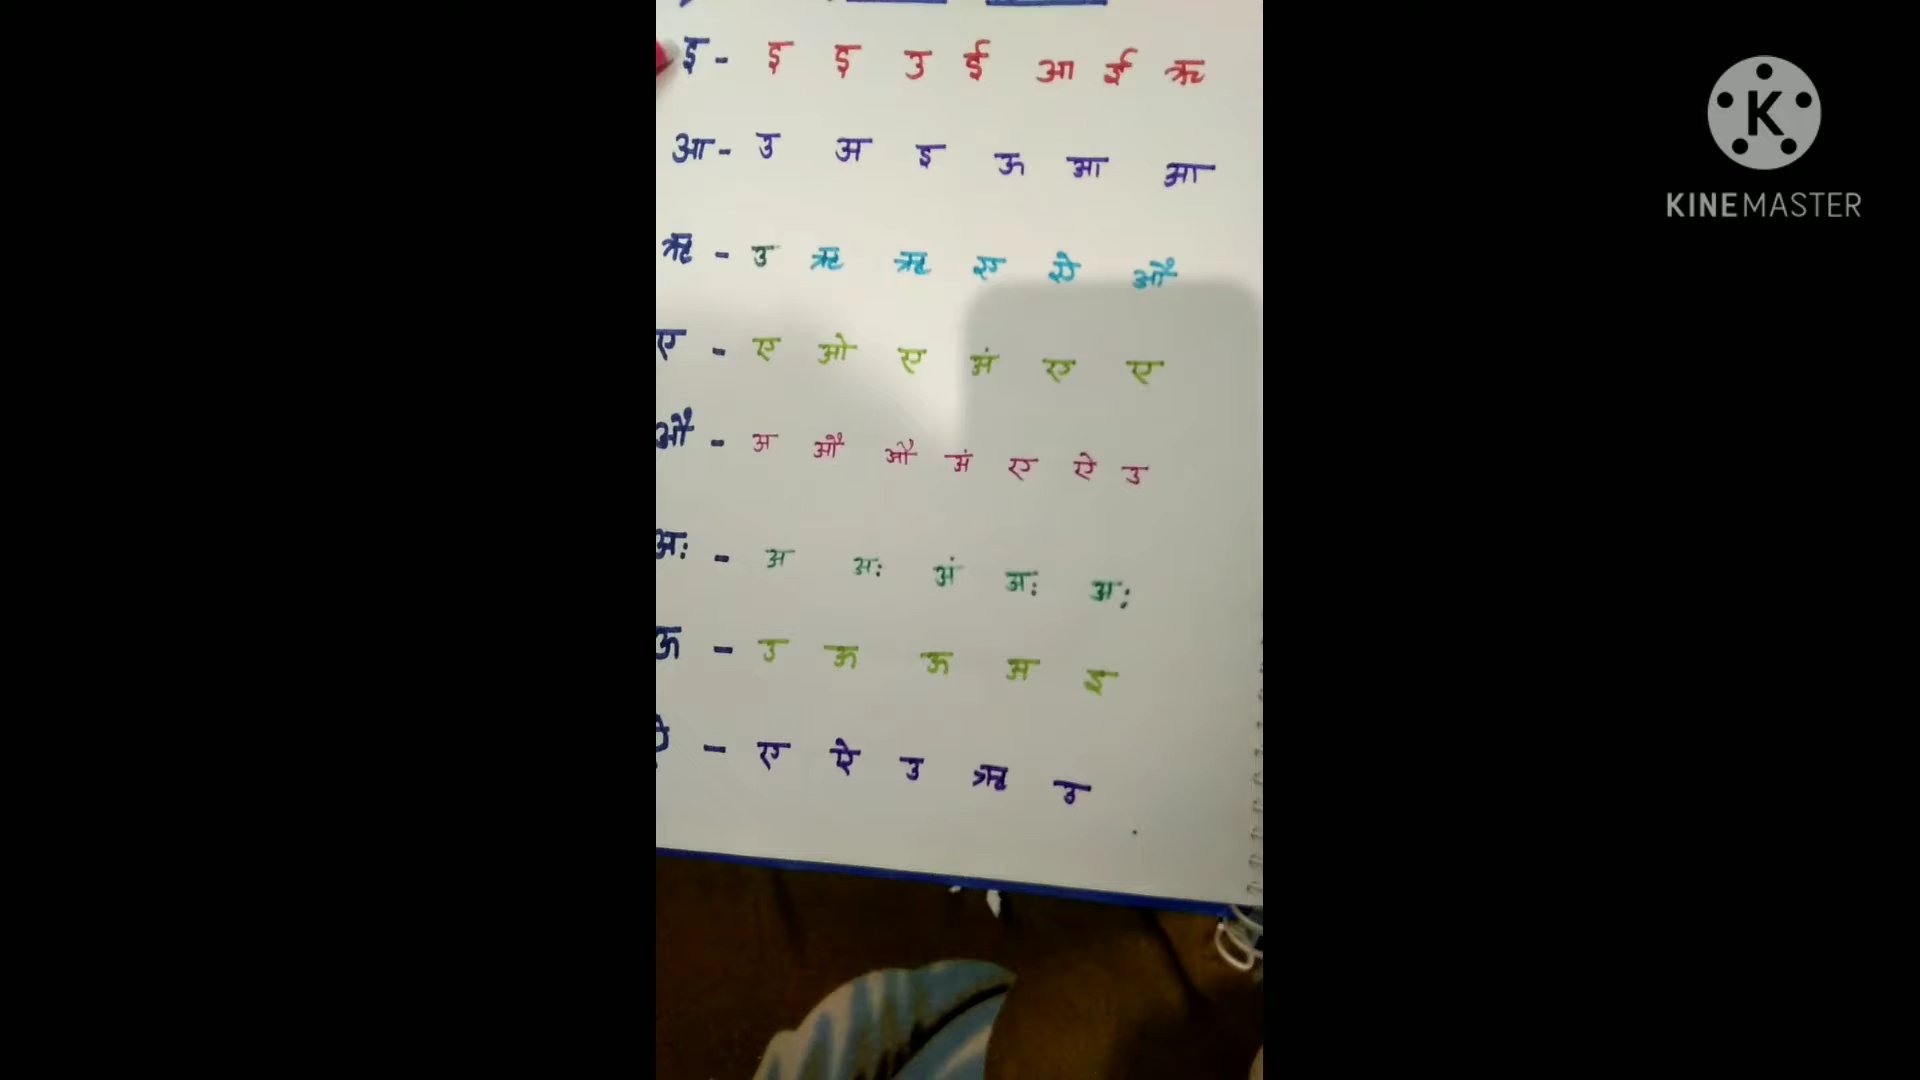 इ - इ इ उ ई आ ई ऋ
आ - उ अ इ ऊ आ आ
ऋ - उ ऋ ऋ ए ऐ औ
ए - ए ओ ए अं ए ए
औ - अ औ औ अं ए ऐ उ
अः - अ अः अं अः अः
ऊ - उ ऊ ऊ अ इ
ऐ - ए ऐ उ ऋ उ
K
KINEMASTER